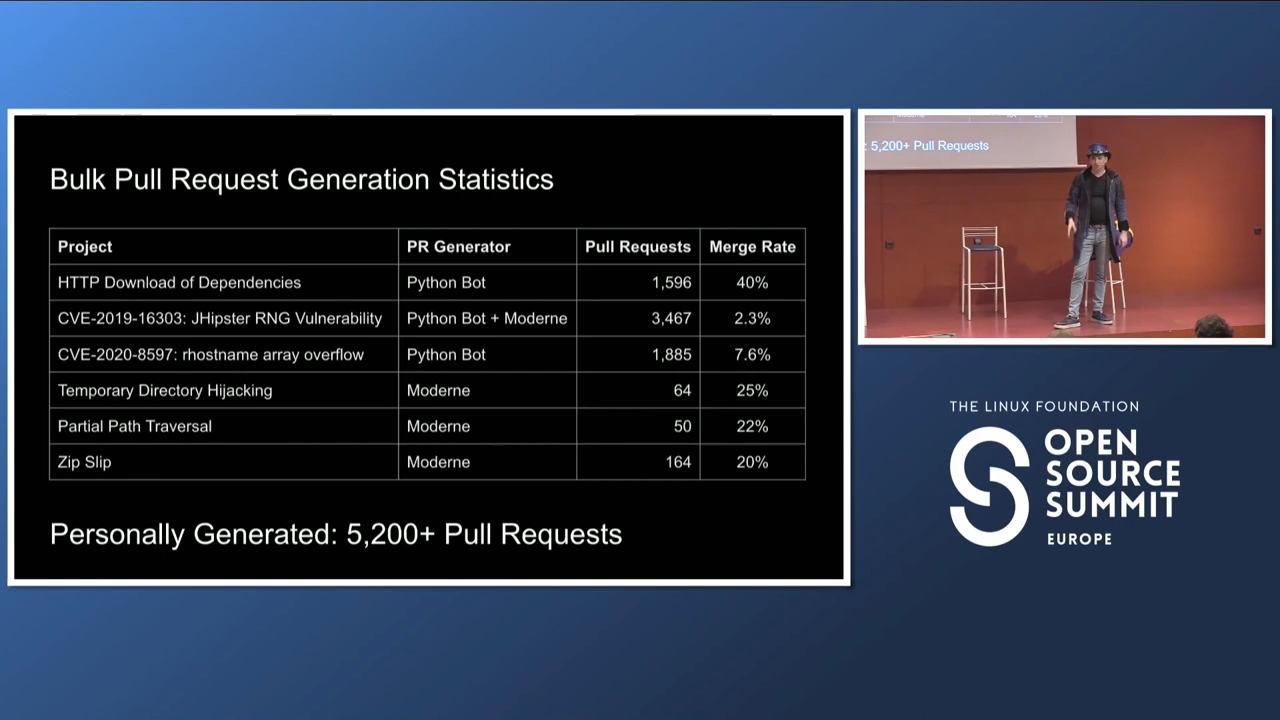 Bulk Pull Request Generation Statistics
Project PR Generator Pull Requests Merge Rate
HTTP Download of Dependencies Python Bot 1,596 40%
CVE-2019-16303: JHipster RNG Vulnerability Python Bot + Moderne 3,467 2.3%
CVE-2020-8597: rhostname array overflow Python Bot 1,885 7.6%
Temporary Directory Hijacking Moderne 64 25%
Partial Path Traversal Moderne 50 22%
Zip Slip Moderne 164 20%
Personally Generated: 5,200+ Pull Requests
: 5,200+ Pull Requests
THE LINUX FOUNDATION
OPEN
SOURCE
SUMMIT
EUROPE